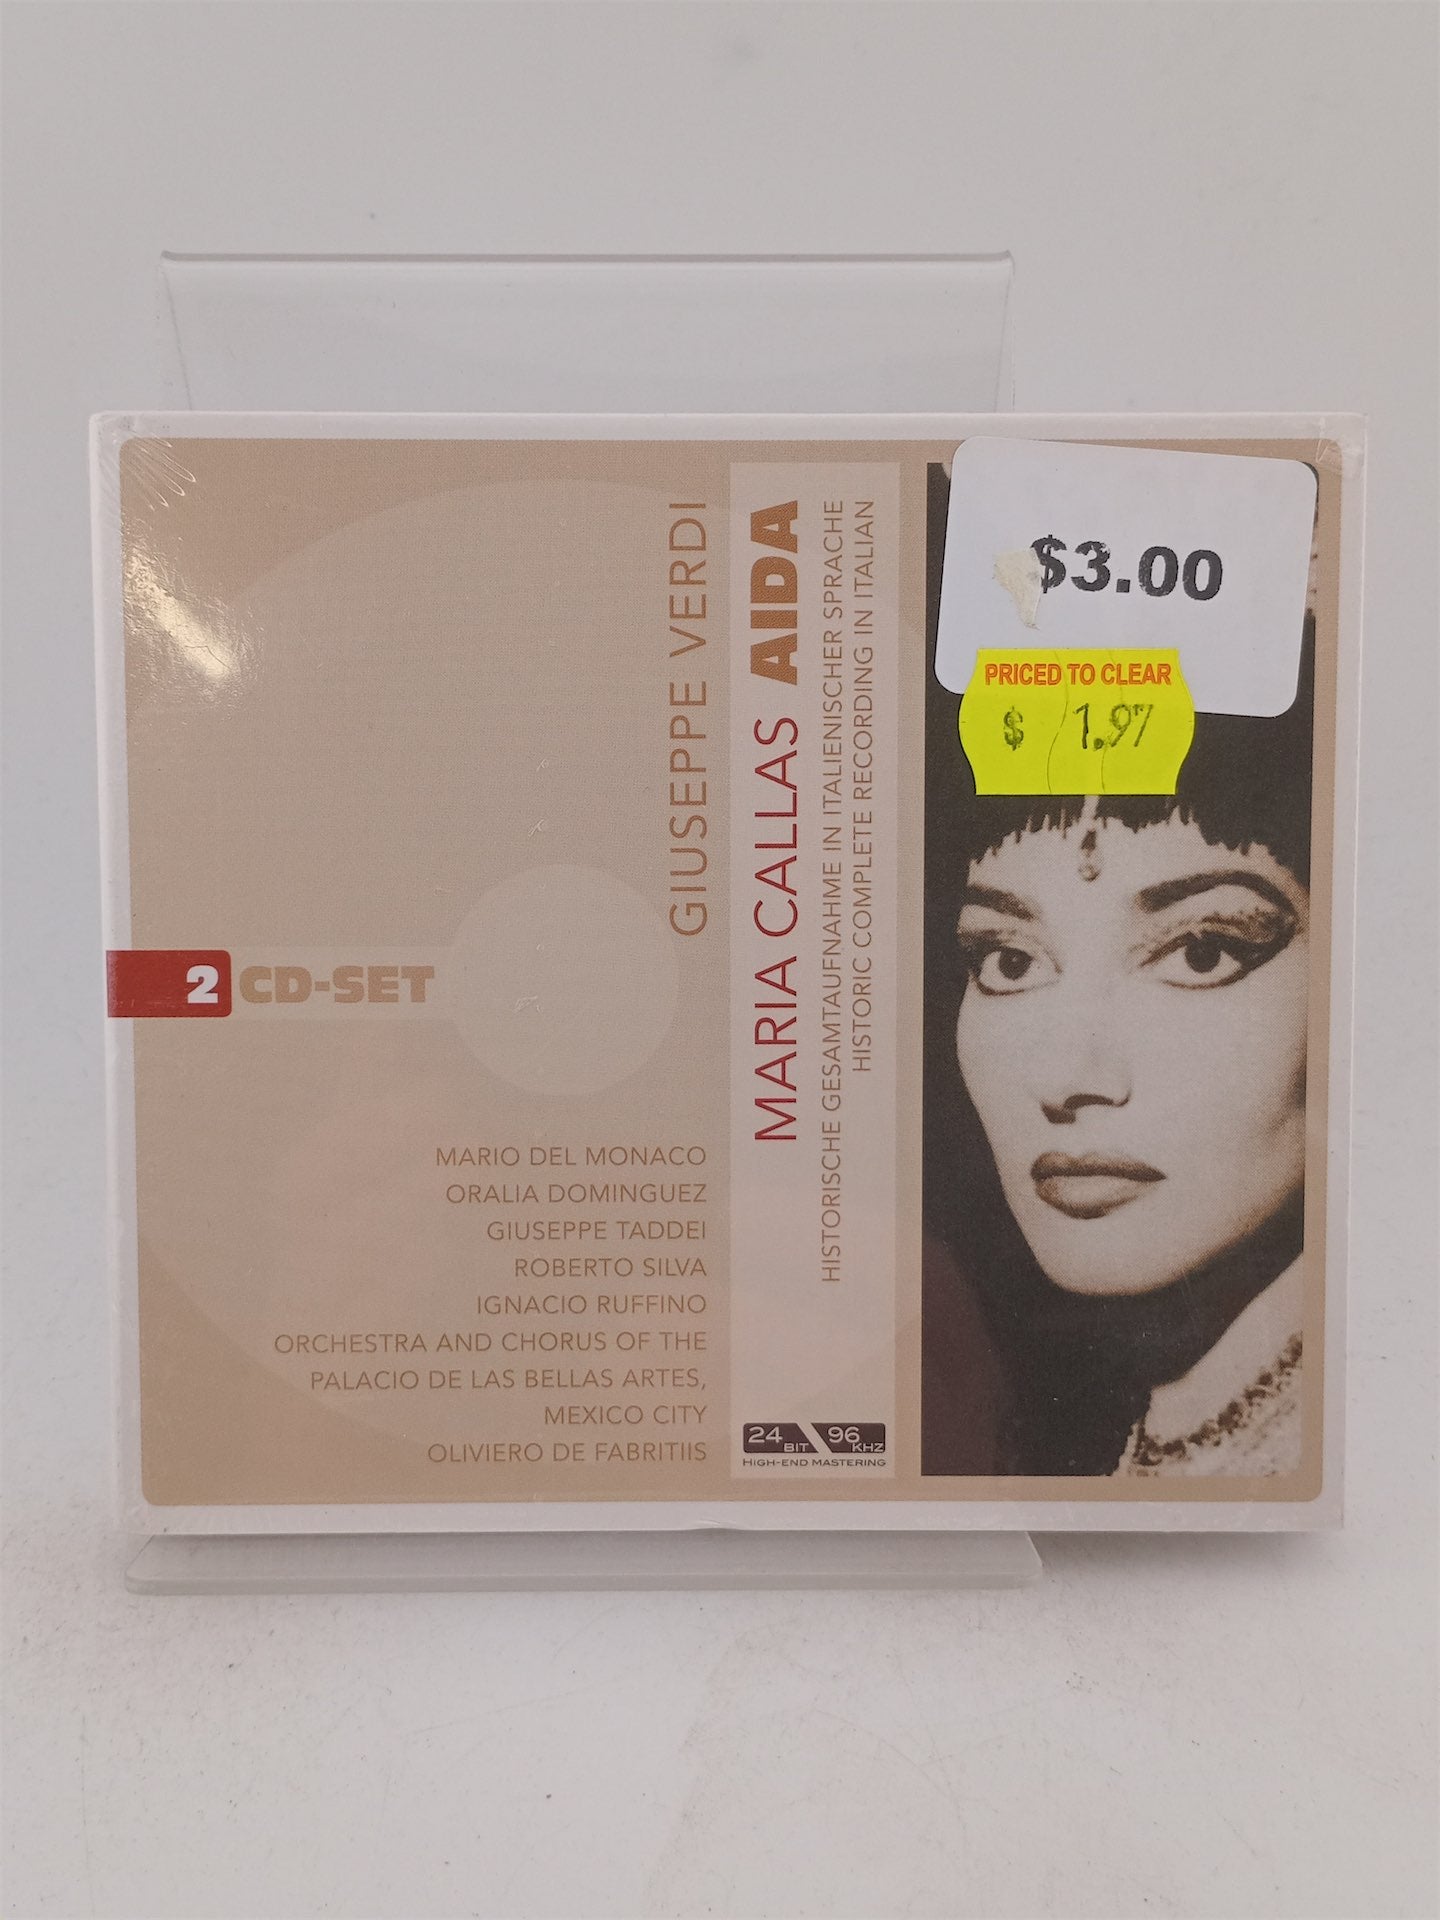 $3.00
PRICED TO CLEAR
$ 1.97
GIUSEPPE VERDI
MARIA CALLAS AIDA
HISTORISCHE GESAMTAUFNAHME IN ITALIENISCHER SPRACHE
HISTORIC COMPLETE RECORDING IN ITALIAN
2 CD-SET
MARIO DEL MONACO
ORALIA DOMINGUEZ
GIUSEPPE TADDEI
ROBERTO SILVA
IGNACIO RUFFINO
ORCHESTRA AND CHORUS OF THE
PALACIO DE LAS BELLAS ARTES,
MEXICO CITY
OLIVIERO DE FABRITIIS
24 BIT 96 KHZ
HIGH-END MASTERING